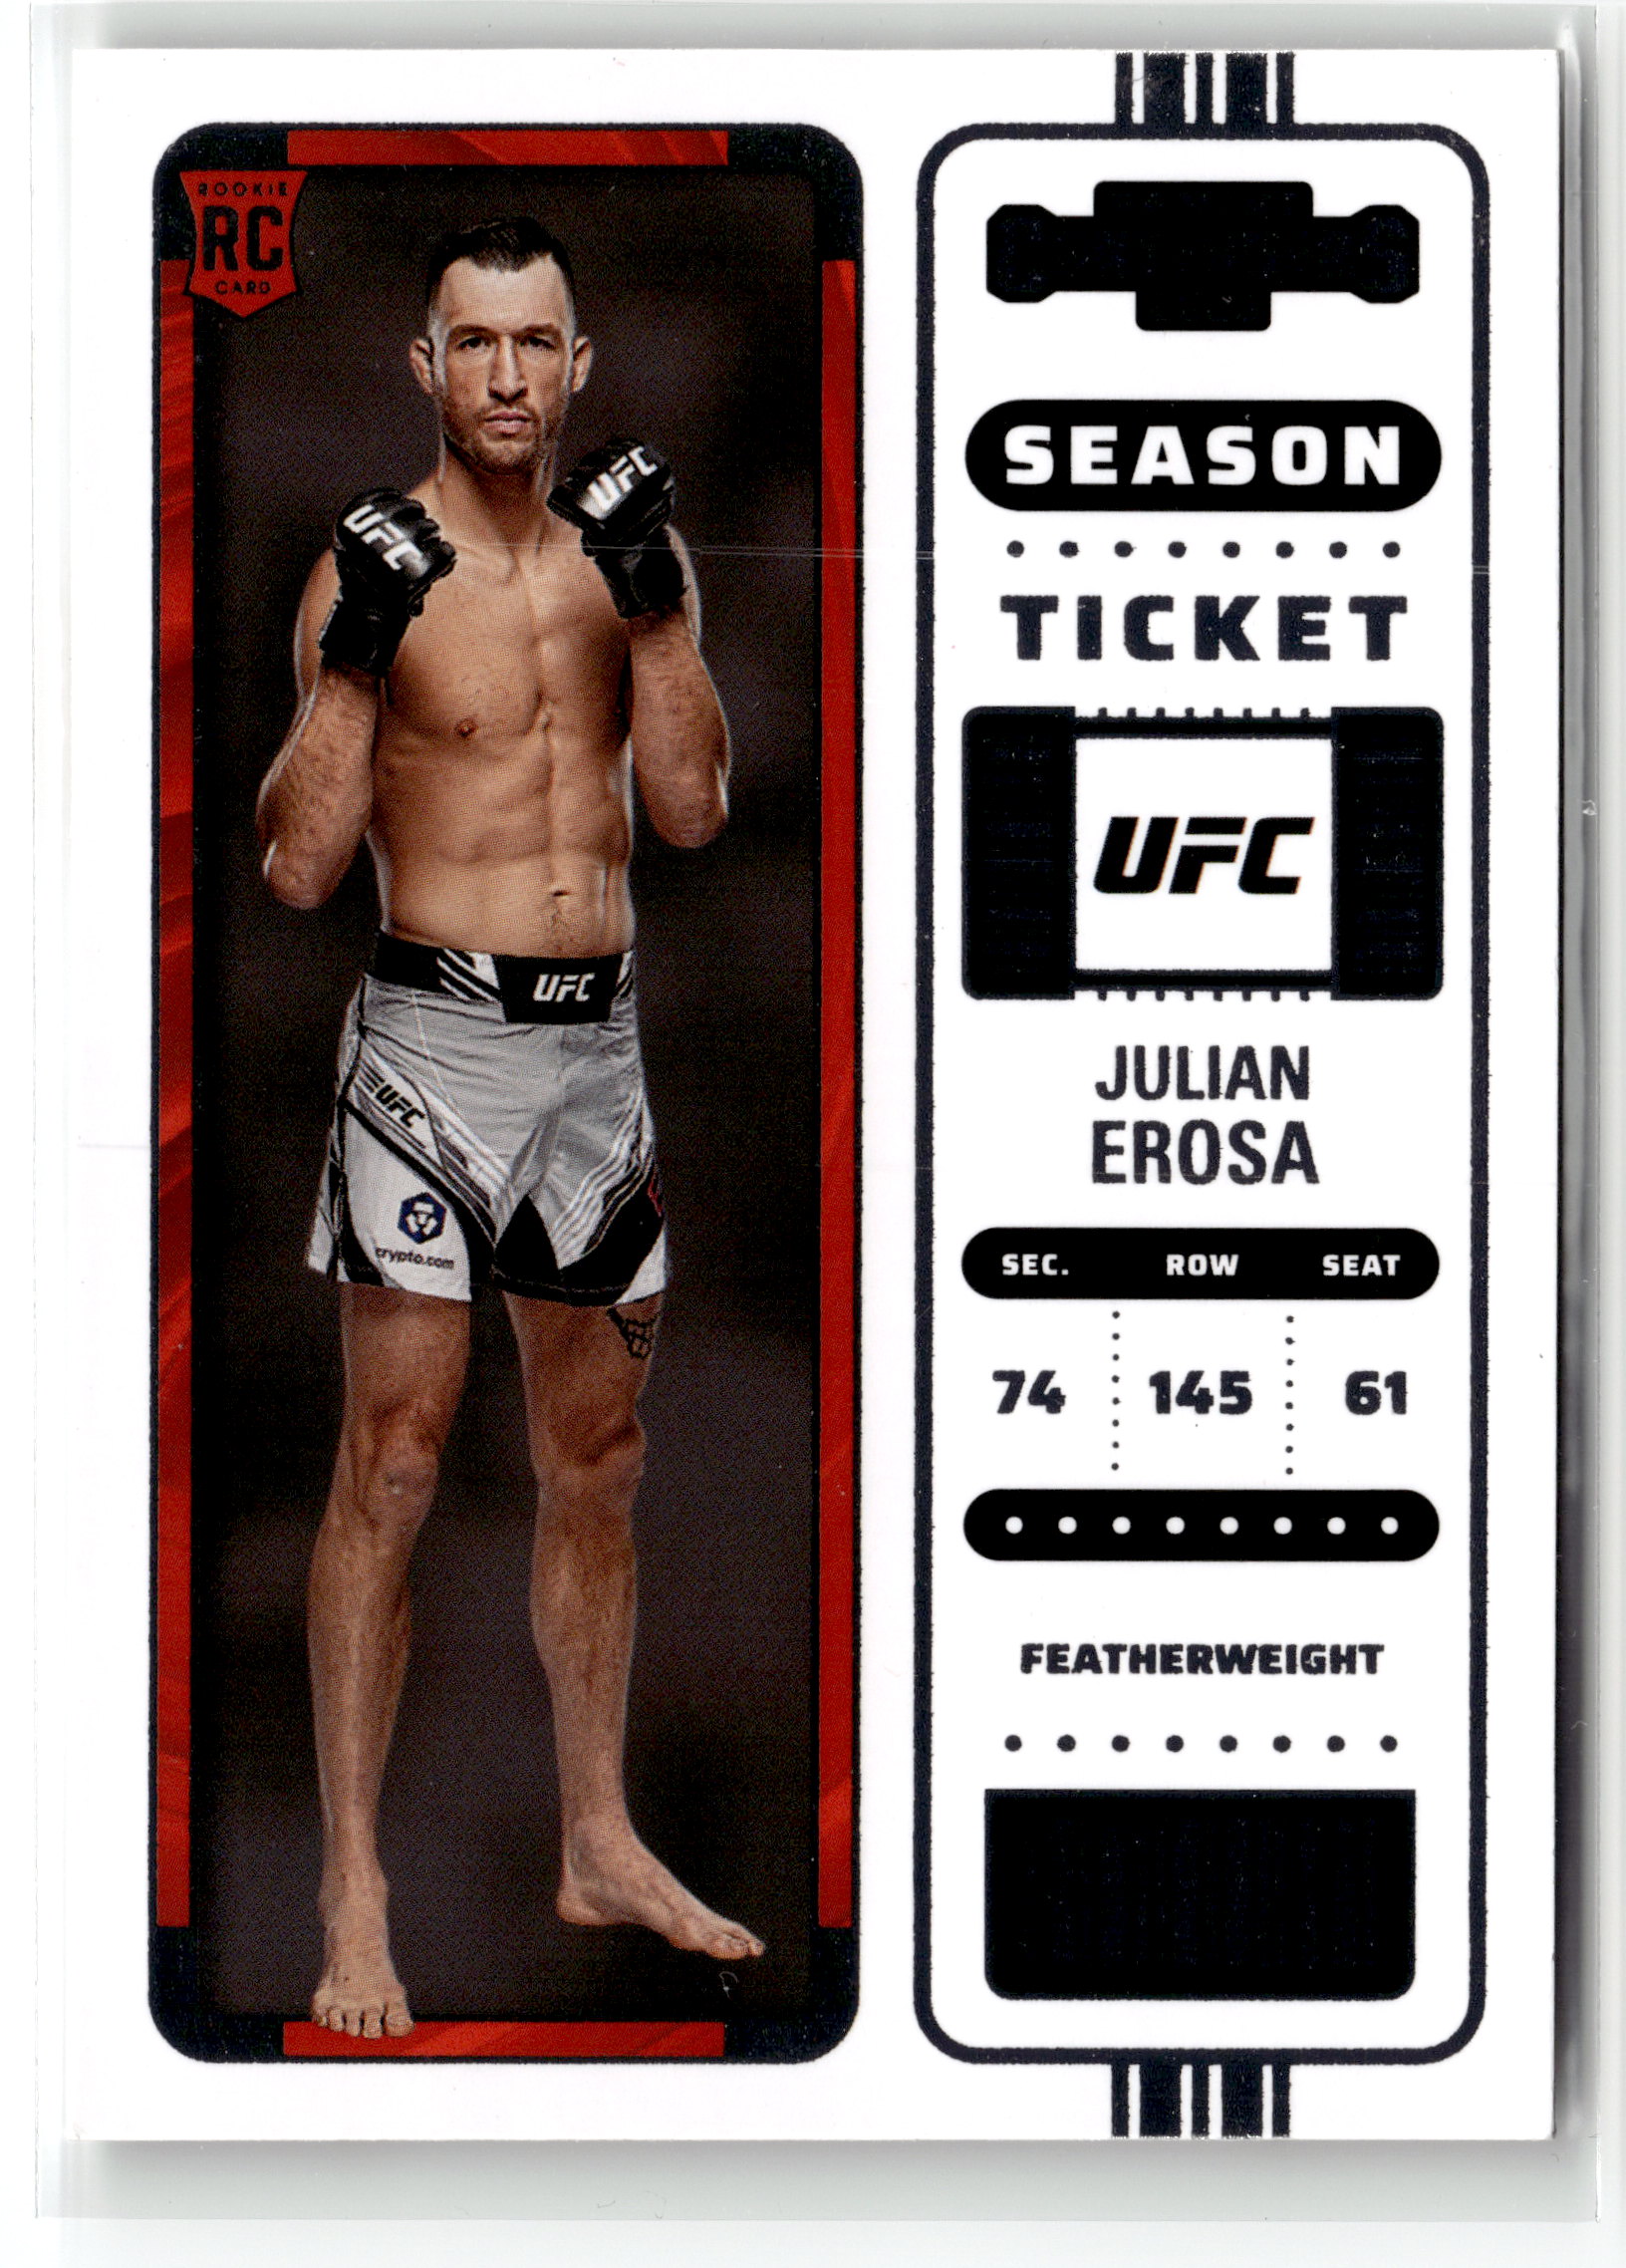 ROOKIE
RC
CARD
UFC
UFC
UFC
UFC
crypto.com
SEASON
TICKET
UFC
JULIAN
EROSA
SEC. ROW SEAT
74 145 61
FEATHERWEIGHT